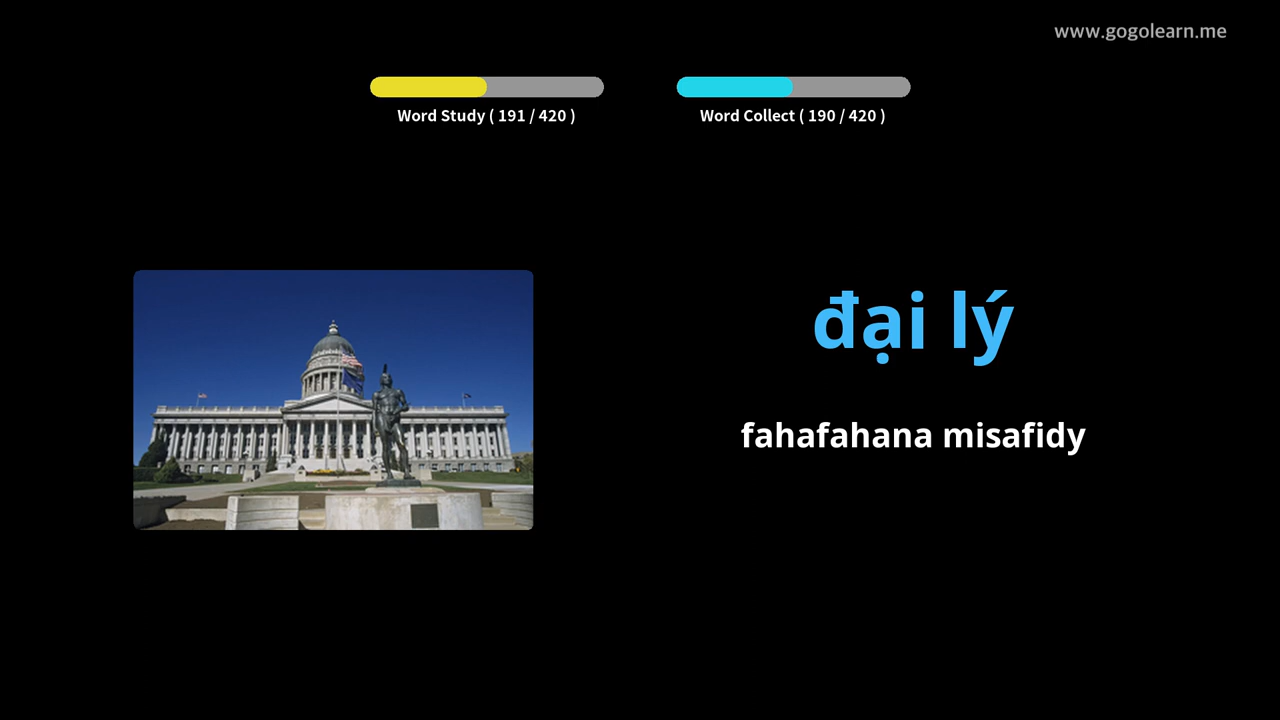 www.gogolearn.me
Word Study ( 191 / 420 )
Word Collect ( 190 / 420 )
đại lý
fahafahana misafidy